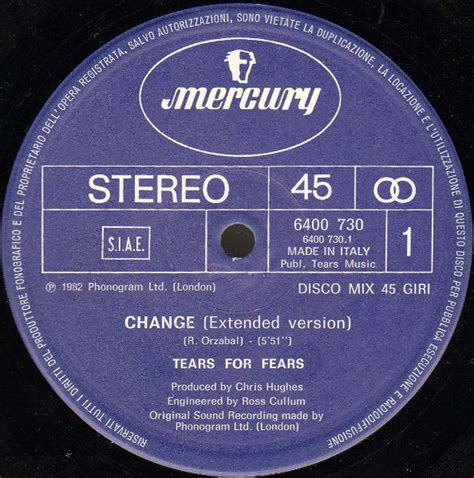 RISERVATI TUTTI I DIRITTI DEL PRODUTTORE FONOGRAFICO E DEL PROPRIETARIO DELL'OPERA REGISTRATA. SALVO AUTORIZZAZIONI, SONO VIETATE LA DUPLICAZIONE, LA LOCAZIONE E L'UTILIZZAZIONE DI QUESTO DISCO PER PUBBLICA ESECUZIONE E RADIODIFFUSIONE
mercury
STEREO
45
S.I.A.E.
6400 730
6400 730.1
MADE IN ITALY
Publ. Tears Music
1
℗ 1982 Phonogram Ltd. (London)
DISCO MIX 45 GIRI
CHANGE (Extended version)
(R. Orzabal) - (5'51'')
TEARS FOR FEARS
Produced by Chris Hughes
Engineered by Ross Cullum
Original Sound Recording made by
Phonogram Ltd. (London)